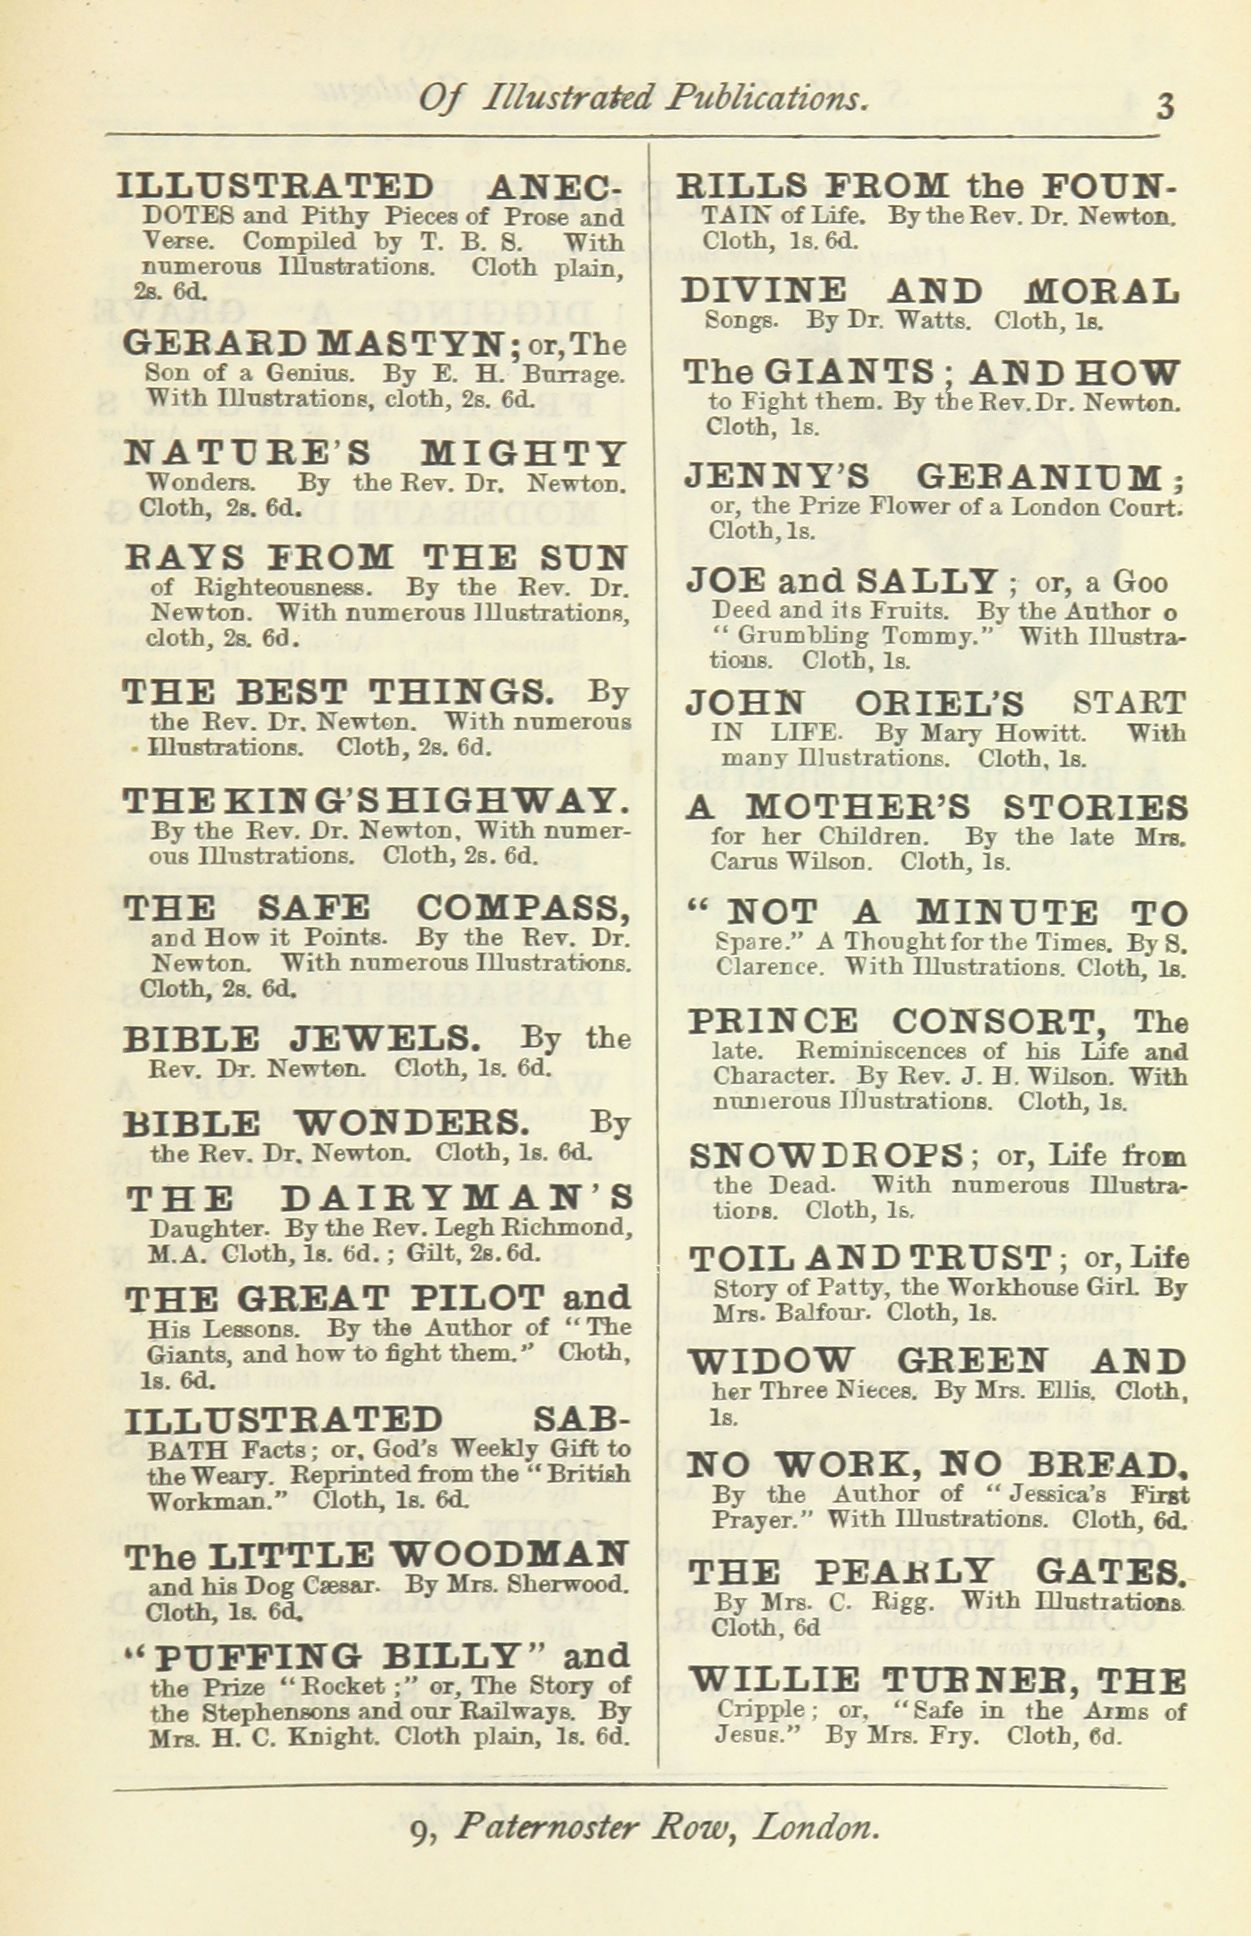 Of Illustrated Publications.
3
ILLUSTRATED ANEC-
DOTES and Pithy Pieces of Prose and
Verse. Compiled by T. B. S. With
numerous Illustrations. Cloth plain,
2s. 6d.
GERARD MASTYN; or, The
Son of a Genius. By E. H. Burrage.
With Illustrations, cloth, 2s. 6d.
NATURE'S MIGHTY
Wonders. By the Rev. Dr. Newton.
Cloth, 2s. 6d.
RAYS FROM THE SUN
of Righteousness. By the Rev. Dr.
Newton. With numerous Illustrations,
cloth, 2s. 6d.
THE BEST THINGS. By
the Rev. Dr. Newton. With numerous
Illustrations. Cloth, 2s. 6d.
THE KING'S HIGHWAY.
By the Rev. Dr. Newton, With numer-
ous Illustrations. Cloth, 2s. 6d.
THE SAFE COMPASS,
and How it Points. By the Rev. Dr.
Newton. With numerous Illustrations.
Cloth, 2s. 6d.
BIBLE JEWELS. By the
Rev. Dr. Newton. Cloth, 1s. 6d.
BIBLE WONDERS. By
the Rev. Dr. Newton. Cloth, 1s. 6d.
THE DAIRYMAN'S
Daughter. By the Rev. Legh Richmond,
M.A. Cloth, 1s. 6d.; Gilt, 2s. 6d.
THE GREAT PILOT and
His Lessons. By the Author of "The
Giants, and how to fight them." Cloth,
1s. 6d.
ILLUSTRATED SAB-
BATH Facts; or, God's Weekly Gift to
the Weary. Reprinted from the "British
Workman." Cloth, 1s. 6d.
The LITTLE WOODMAN
and his Dog Cæsar. By Mrs. Sherwood.
Cloth, 1s. 6d.
"PUFFING BILLY" and
the Prize "Rocket;" or, The Story of
the Stephensons and our Railways. By
Mrs. H. C. Knight. Cloth plain, 1s. 6d.
RILLS FROM the FOUN-
TAIN of Life. By the Rev. Dr. Newton.
Cloth, 1s. 6d.
DIVINE AND MORAL
Songs. By Dr. Watts. Cloth, 1s.
The GIANTS; AND HOW
to Fight them. By the Rev. Dr. Newton.
Cloth, 1s.
JENNY'S GERANIUM;
or, the Prize Flower of a London Court.
Cloth, 1s.
JOE and SALLY; or, a Goo
Deed and its Fruits. By the Author o
"Grumbling Tommy." With Illustra-
tions. Cloth, 1s.
JOHN ORIEL'S START
IN LIFE. By Mary Howitt. With
many Illustrations. Cloth, 1s.
A MOTHER'S STORIES
for her Children. By the late Mrs.
Carus Wilson. Cloth, 1s.
"NOT A MINUTE TO
Spare." A Thought for the Times. By S.
Clarence. With Illustrations. Cloth, 1s.
PRINCE CONSORT, The
late. Reminiscences of his Life and
Character. By Rev. J. H. Wilson. With
numerous Illustrations. Cloth, 1s.
SNOWDROPS; or, Life from
the Dead. With numerous Illustra-
tions. Cloth, 1s.
TOIL AND TRUST; or, Life
Story of Patty, the Workhouse Girl. By
Mrs. Balfour. Cloth, 1s.
WIDOW GREEN AND
her Three Nieces. By Mrs. Ellis. Cloth,
1s.
NO WORK, NO BREAD.
By the Author of "Jessica's First
Prayer." With Illustrations. Cloth, 6d.
THE PEARLY GATES.
By Mrs. C. Rigg. With Illustrations.
Cloth, 6d
WILLIE TURNER, THE
Cripple; or, "Safe in the Arms of
Jesus." By Mrs. Fry. Cloth, 6d.
9, Paternoster Row, London.